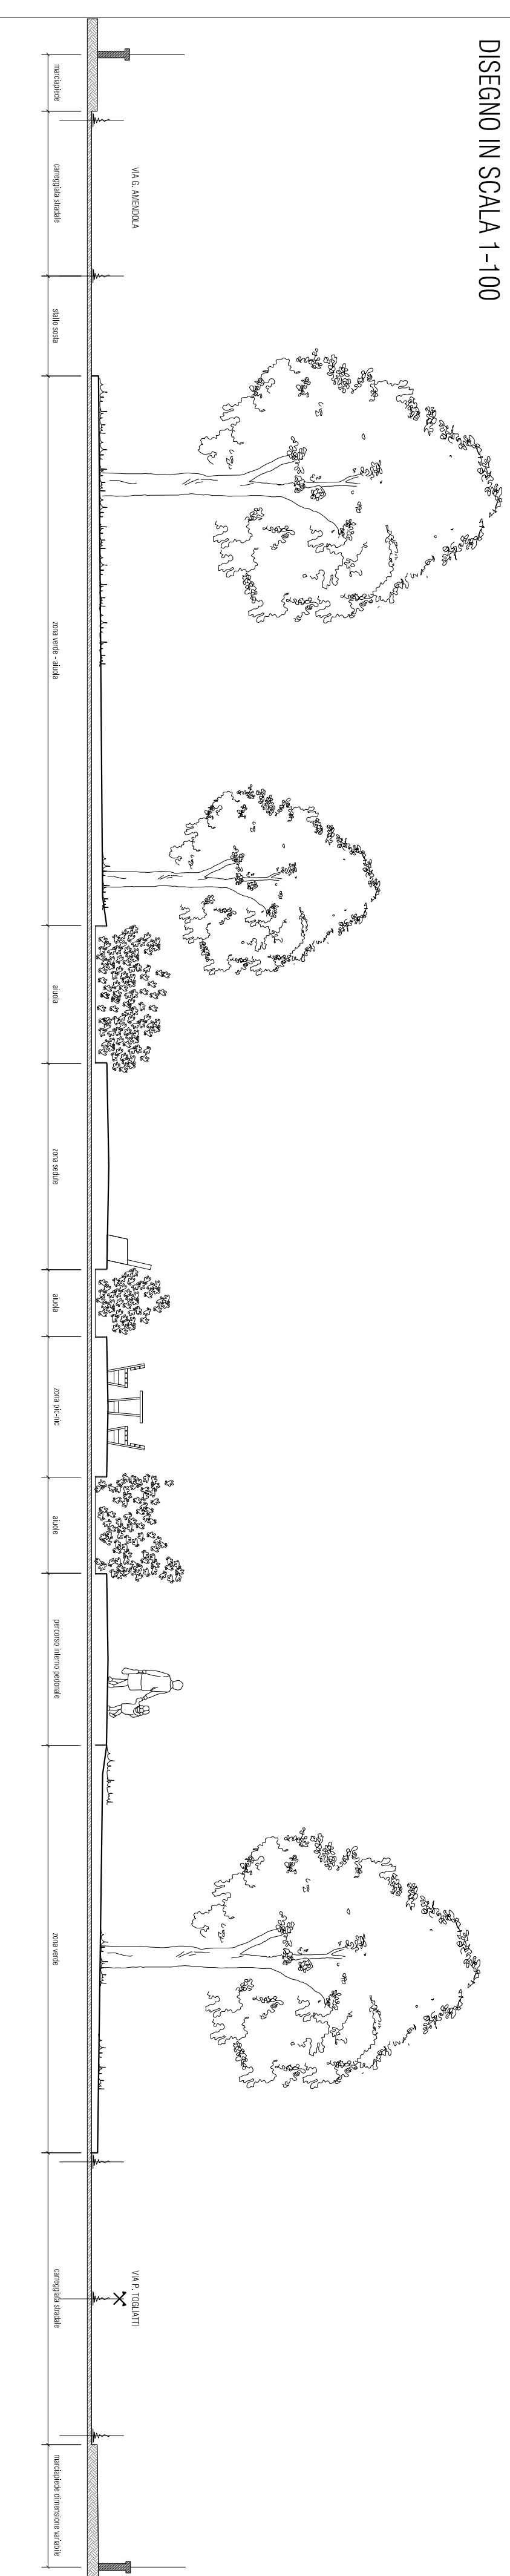 DISEGNO IN SCALA 1-100
VIA G. AMENDOLA
VIA P. TOGLIATTI
marciapiede
carreggiata stradale
stallo sosta
zona verde - aiuola
aiuola
zona sedute
aiuola
zona pic-nic
aiuole
percorso interno pedonale
zona verde
carreggiata stradale
marciapiede dimensione variabile